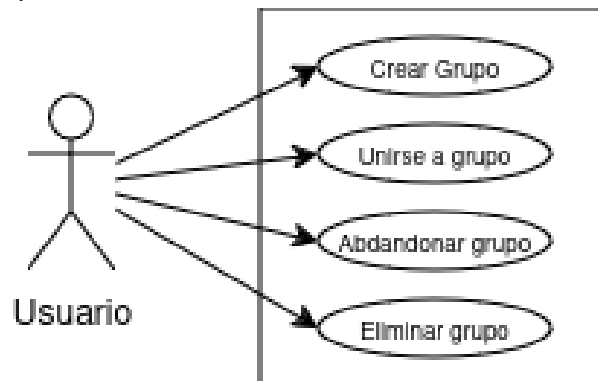 Crear Grupo
Unirse a grupo
Abdandonar grupo
Eliminar grupo
Usuario